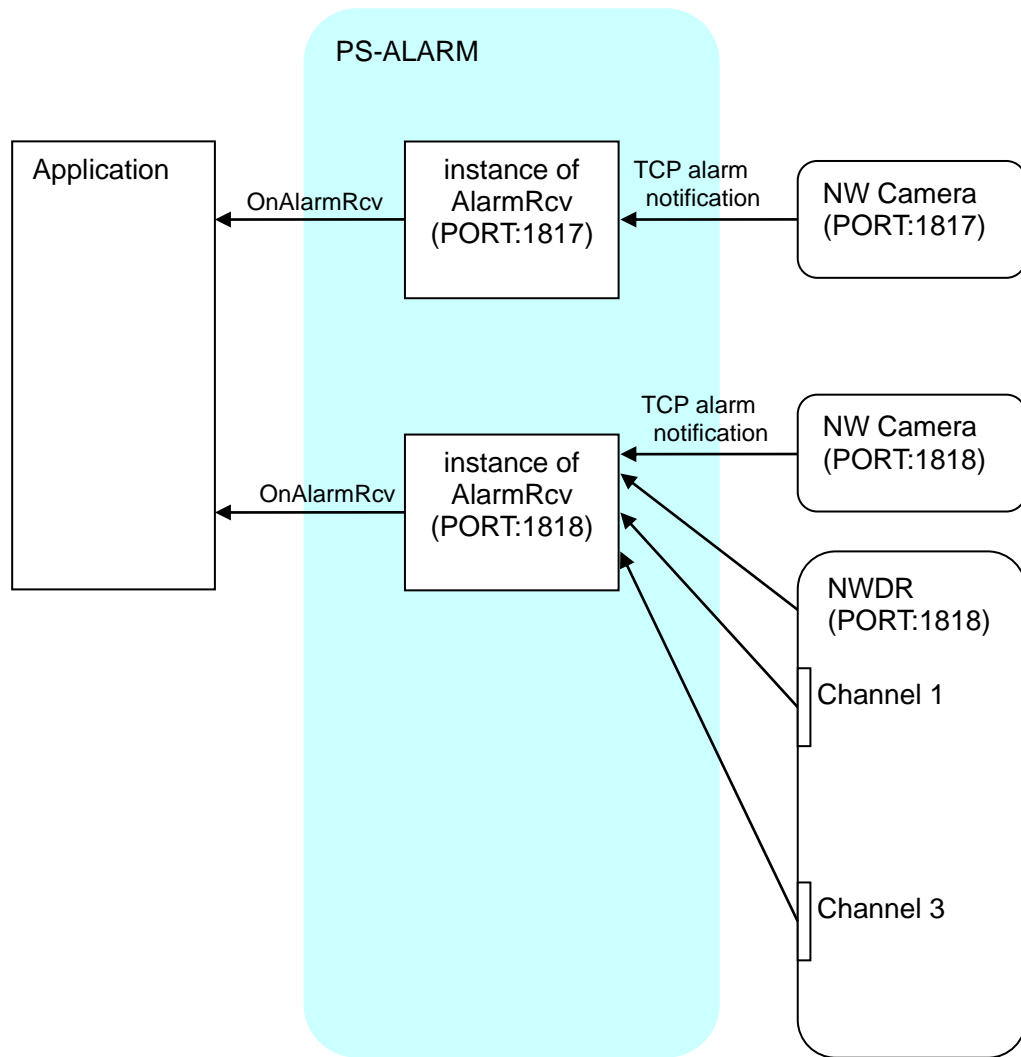 PS-ALARM
Application
OnAlarmRcv
instance of
AlarmRcv
(PORT:1817)
TCP alarm
notification
NW Camera
(PORT:1817)
OnAlarmRcv
instance of
AlarmRcv
(PORT:1818)
TCP alarm
notification
NW Camera
(PORT:1818)
NWDR
(PORT:1818)
Channel 1
Channel 3